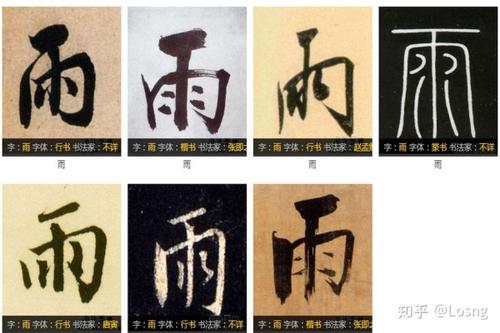 雨 雨 雨 雨
字：雨 字体：行书 书法家：不详
字：雨 字体：楷书 书法家：张即之
字：雨 字体：行书 书法家：赵孟頫
字：雨 字体：篆书 书法家：不详
雨 雨 雨
雨 雨 雨
字：雨 字体：行书 书法家：唐寅
字：雨 字体：行书 书法家：不详
字：雨 字体：楷书 书法家：张即之
知乎 @Losng